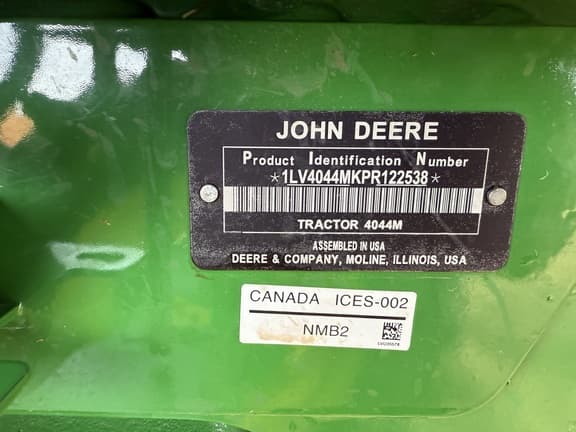 JOHN DEERE
Product Identification Number
*1LV4044MKPR122538*
TRACTOR 4044M
ASSEMBLED IN USA
DEERE & COMPANY, MOLINE, ILLINOIS, USA
CANADA ICES-002
NMB2